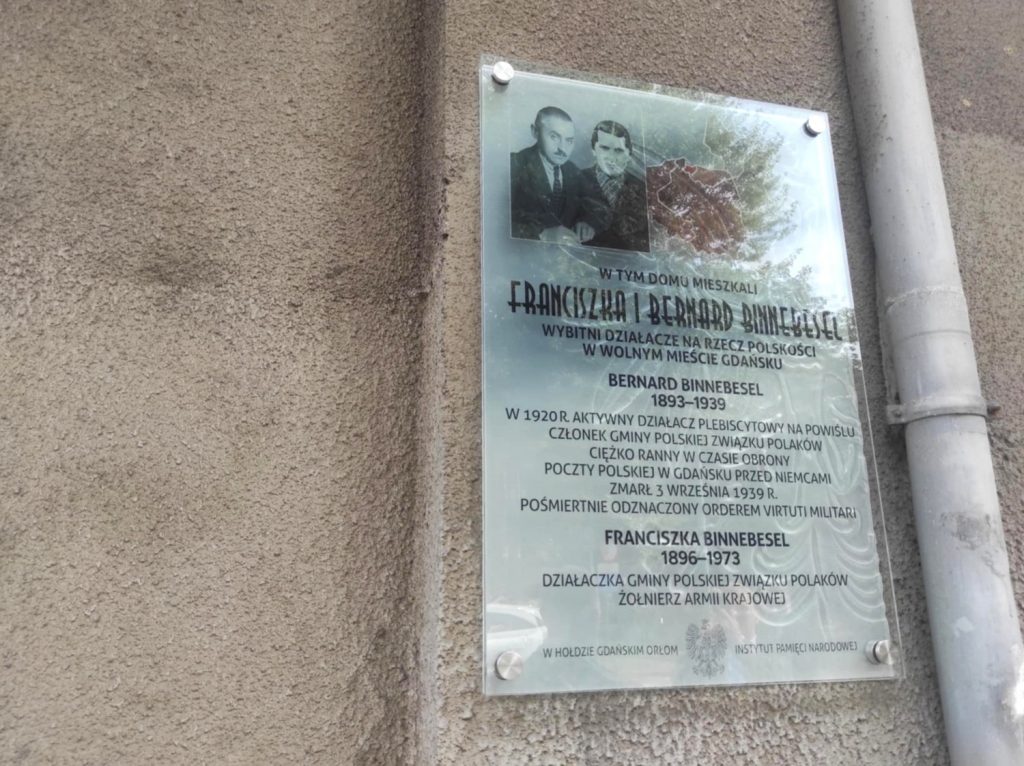 W TYM DOMU MIESZKALI
FRANCISZKA I BERNARD BINNEBESEL
WYBITNI DZIAŁACZE NA RZECZ POLSKOŚCI
W WOLNYM MIEŚCIE GDAŃSKU
BERNARD BINNEBESEL
1893–1939
W 1920 R. AKTYWNY DZIAŁACZ PLEBISCYTOWY NA POWIŚLU
CZŁONEK GMINY POLSKIEJ ZWIĄZKU POLAKÓW
CIĘŻKO RANNY W CZASIE OBRONY
POCZTY POLSKIEJ W GDAŃSKU PRZED NIEMCAMI
ZMARŁ 3 WRZEŚNIA 1939 R.
POŚMIERTNIE ODZNACZONY ORDEREM VIRTUTI MILITARI
FRANCISZKA BINNEBESEL
1896–1973
DZIAŁACZKA GMINY POLSKIEJ ZWIĄZKU POLAKÓW
ŻOŁNIERZ ARMII KRAJOWEJ
W HOŁDZIE GDAŃSKIM ORŁOM INSTYTUT PAMIĘCI NARODOWEJ